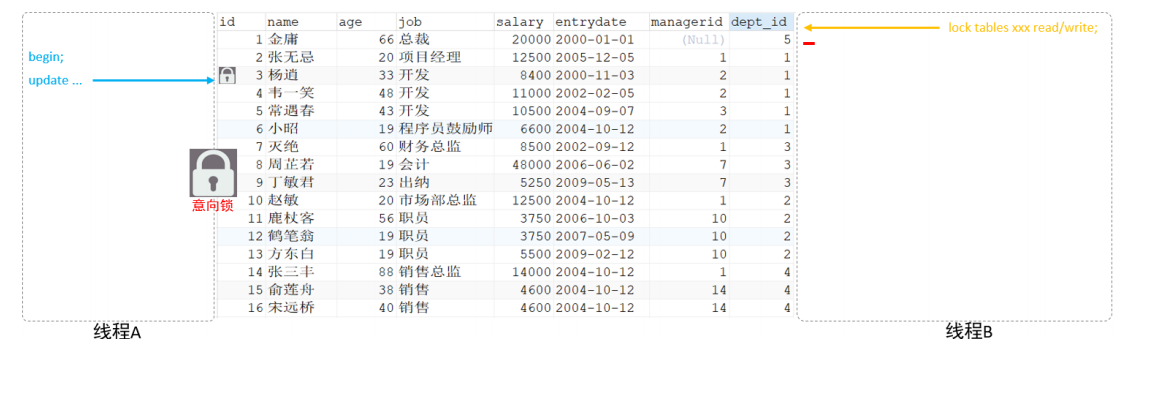 id name age job salary entrydate managerid dept_id
lock tables xxx read/write;
1 金庸 66 总裁 20000 2000-01-01 (Null) 5
begin;
2 张无忌 20 项目经理 12500 2005-12-05 1 1
update ...
3 杨逍 33 开发 8400 2000-11-03 2 1
4 韦一笑 48 开发 11000 2002-02-05 2 1
5 常遇春 43 开发 10500 2004-09-07 3 1
6 小昭 19 程序员鼓励师 6600 2004-10-12 2 1
7 灭绝 60 财务总监 8500 2002-09-12 1 3
8 周芷若 19 会计 48000 2006-06-02 7 3
9 丁敏君 23 出纳 5250 2009-05-13 7 3
10 赵敏 20 市场部总监 12500 2004-10-12 1 2
意向锁
11 鹿杖客 56 职员 3750 2006-10-03 10 2
12 鹤笔翁 19 职员 3750 2007-05-09 10 2
13 方东白 19 职员 5500 2009-02-12 10 2
14 张三丰 88 销售总监 14000 2004-10-12 1 4
15 俞莲舟 38 销售 4600 2004-10-12 14 4
16 宋远桥 40 销售 4600 2004-10-12 14 4
线程A
线程B